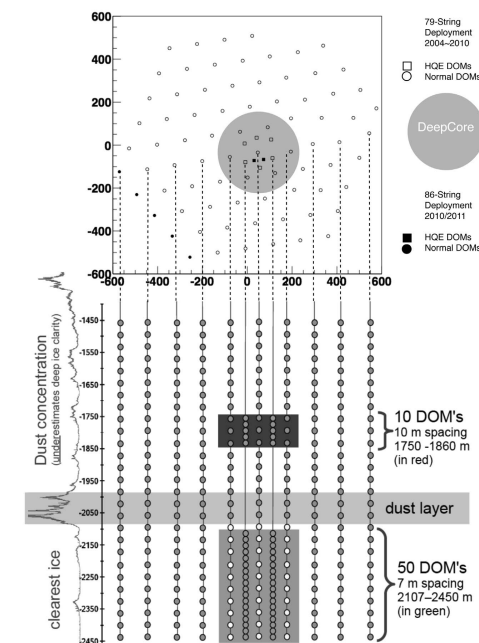 600
400
200
0
-200
-400
-600
-600 -400 -200 0 200 400 600
79-String
Deployment
2004~2010
HQE DOMs
Normal DOMs
DeepCore
86-String
Deployment
2010/2011
HQE DOMs
Normal DOMs
Dust concentration
(underestimates deep ice clarity)
clearest ice
-1450
-1550
-1650
-1750
-1850
-2050
-2150
-2250
-2350
-2450
10 DOM's
10 m spacing
1750 -1860 m
(in red)
dust layer
50 DOM's
7 m spacing
2107–2450 m
(in green)